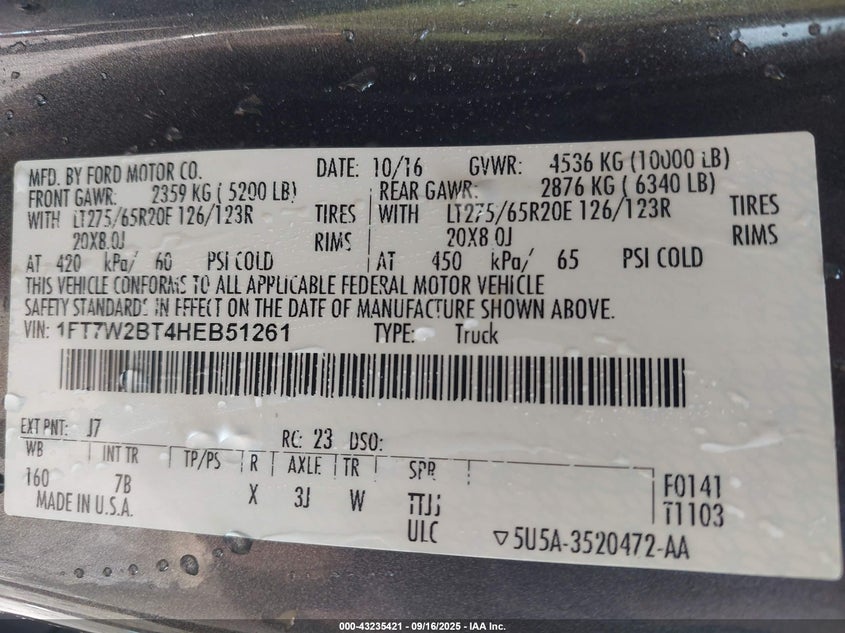 MFD. BY FORD MOTOR CO. DATE: 10/16 GVWR: 4536 KG (10000 LB)
FRONT GAWR: 2359 KG ( 5200 LB) REAR GAWR: 2876 KG ( 6340 LB)
WITH LT275/65R20E 126/123R TIRES WITH LT275/65R20E 126/123R TIRES
20X8.0J RIMS 20X8.0J RIMS
AT 420 kPa/ 60 PSI COLD AT 450 kPa/ 65 PSI COLD
THIS VEHICLE CONFORMS TO ALL APPLICABLE FEDERAL MOTOR VEHICLE
SAFETY STANDARDS IN EFFECT ON THE DATE OF MANUFACTURE SHOWN ABOVE.
VIN: 1FT7W2BT4HEB51261 TYPE: Truck
EXT PNT: J7 RC: 23 DSO:
WB INT TR TP/PS R AXLE TR SPR
160 7B X 3J W TTJJ F0141
MADE IN U.S.A. ULC T1103
▽5U5A-3520472-AA
000-43235421 - 09/16/2025 - IAA Inc.